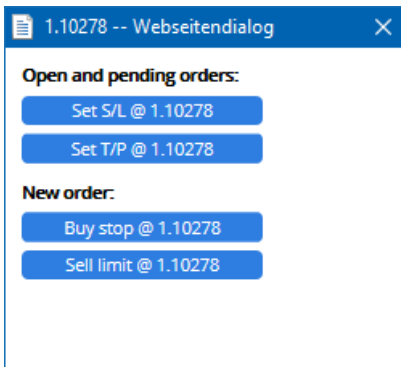 1.10278 -- Webseitendialog
Open and pending orders:
Set S/L @ 1.10278
Set T/P @ 1.10278
New order:
Buy stop @ 1.10278
Sell limit @ 1.10278